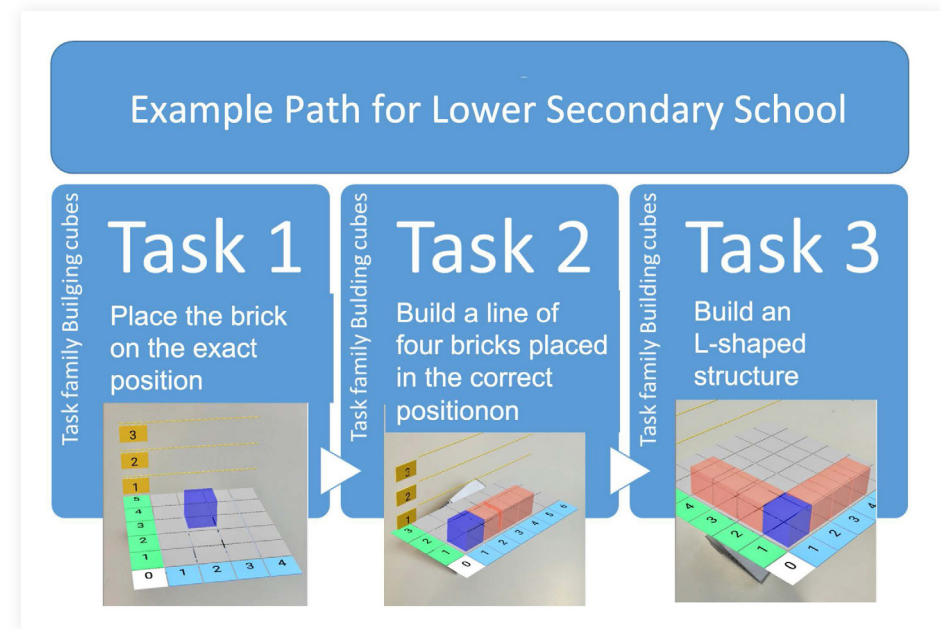 Example Path for Lower Secondary School
Task family Builging cubes
Task 1
Place the brick
on the exact
position
3
2
1
5
4
3
2
1
0
1
2
3
4
Task family Building cubes
Task 2
Build a line of
four bricks placed
in the correct
positionon
3
2
1
3
2
1
0
1
2
3
4
5
6
Task family Building cubes
Task 3
Build an
L-shaped
structure
4
3
2
1
0
1
2
3
4